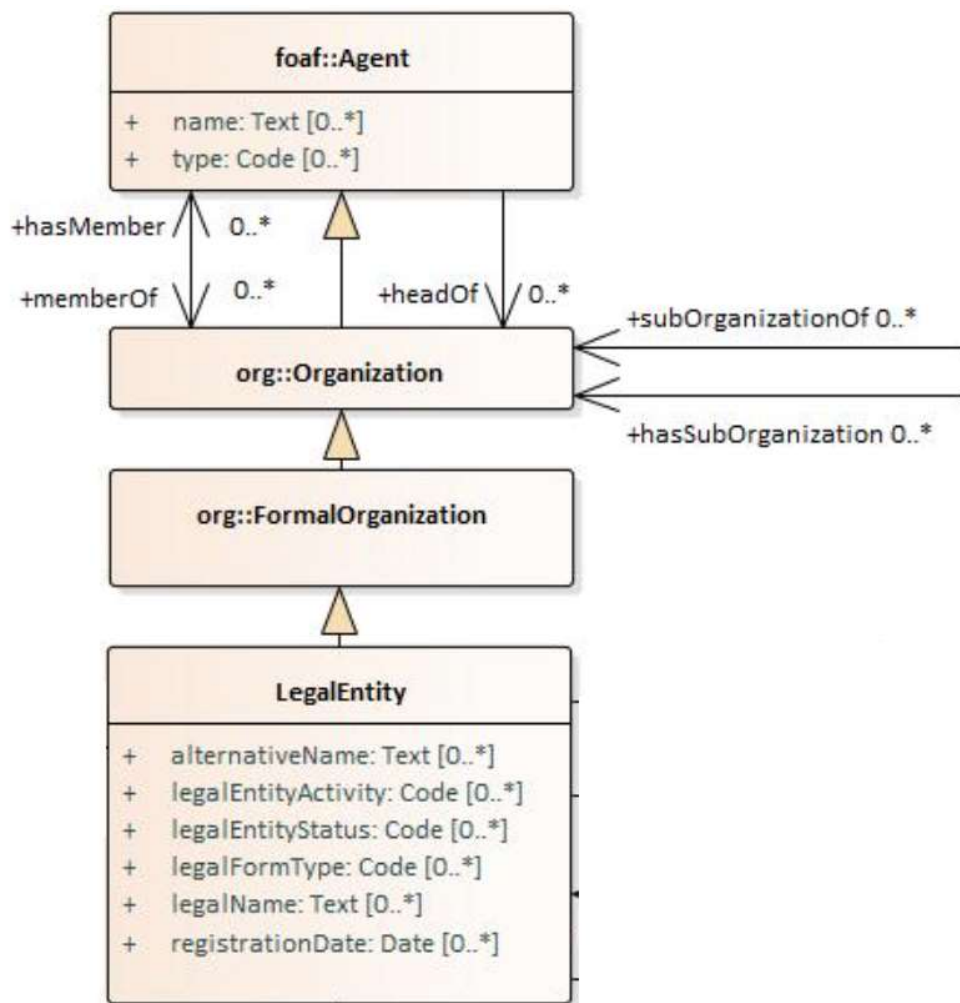 foaf::Agent
+ name: Text [0..*]
+ type: Code [0..*]
+hasMember 0..*
+memberOf 0..*
+headOf 0..*
+subOrganizationOf 0..*
org::Organization
+hasSubOrganization 0..*
org::FormalOrganization
LegalEntity
+ alternativeName: Text [0..*]
+ legalEntityActivity: Code [0..*]
+ legalEntityStatus: Code [0..*]
+ legalFormType: Code [0..*]
+ legalName: Text [0..*]
+ registrationDate: Date [0..*]